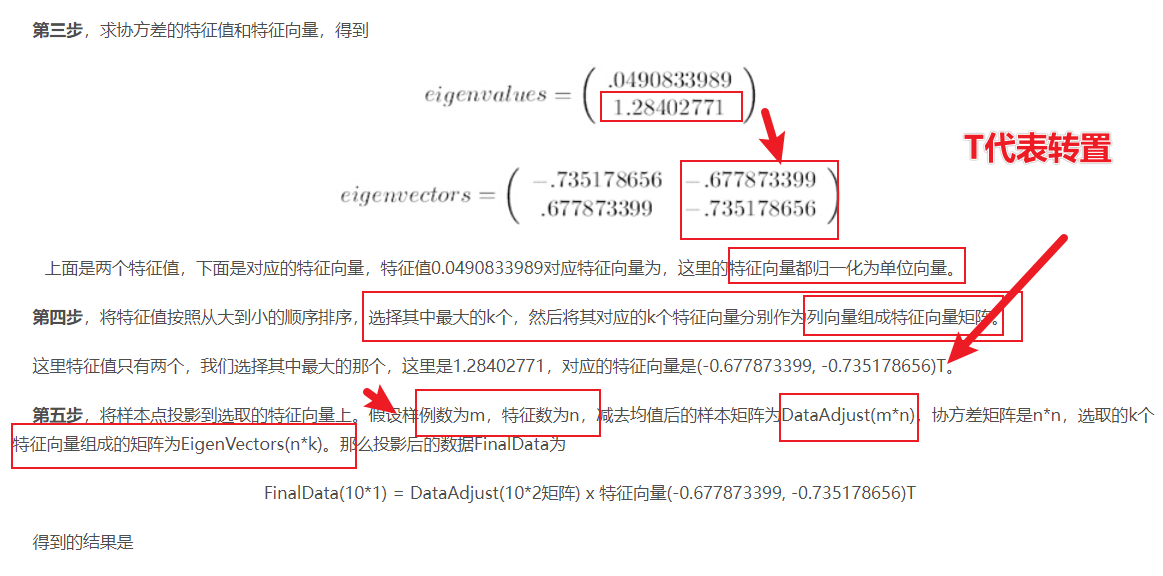 第三步，求协方差的特征值和特征向量，得到
eigenvalues = ( .0490833989
1.28402771 )
T代表转置
eigenvectors = ( −.735178656 −.677873399
.677873399 −.735178656 )
上面是两个特征值，下面是对应的特征向量，特征值0.0490833989对应特征向量为，这里的特征向量都归一化为单位向量。
第四步，将特征值按照从大到小的顺序排序，选择其中最大的k个，然后将其对应的k个特征向量分别作为列向量组成特征向量矩阵。
这里特征值只有两个，我们选择其中最大的那个，这里是1.28402771，对应的特征向量是(-0.677873399, -0.735178656)T。
第五步，将样本点投影到选取的特征向量上。假设样例数为m，特征数为n，减去均值后的样本矩阵为DataAdjust(m*n)，协方差矩阵是n*n，选取的k个
特征向量组成的矩阵为EigenVectors(n*k)。那么投影后的数据FinalData为
FinalData(10*1) = DataAdjust(10*2矩阵) x 特征向量(-0.677873399, -0.735178656)T
得到的结果是